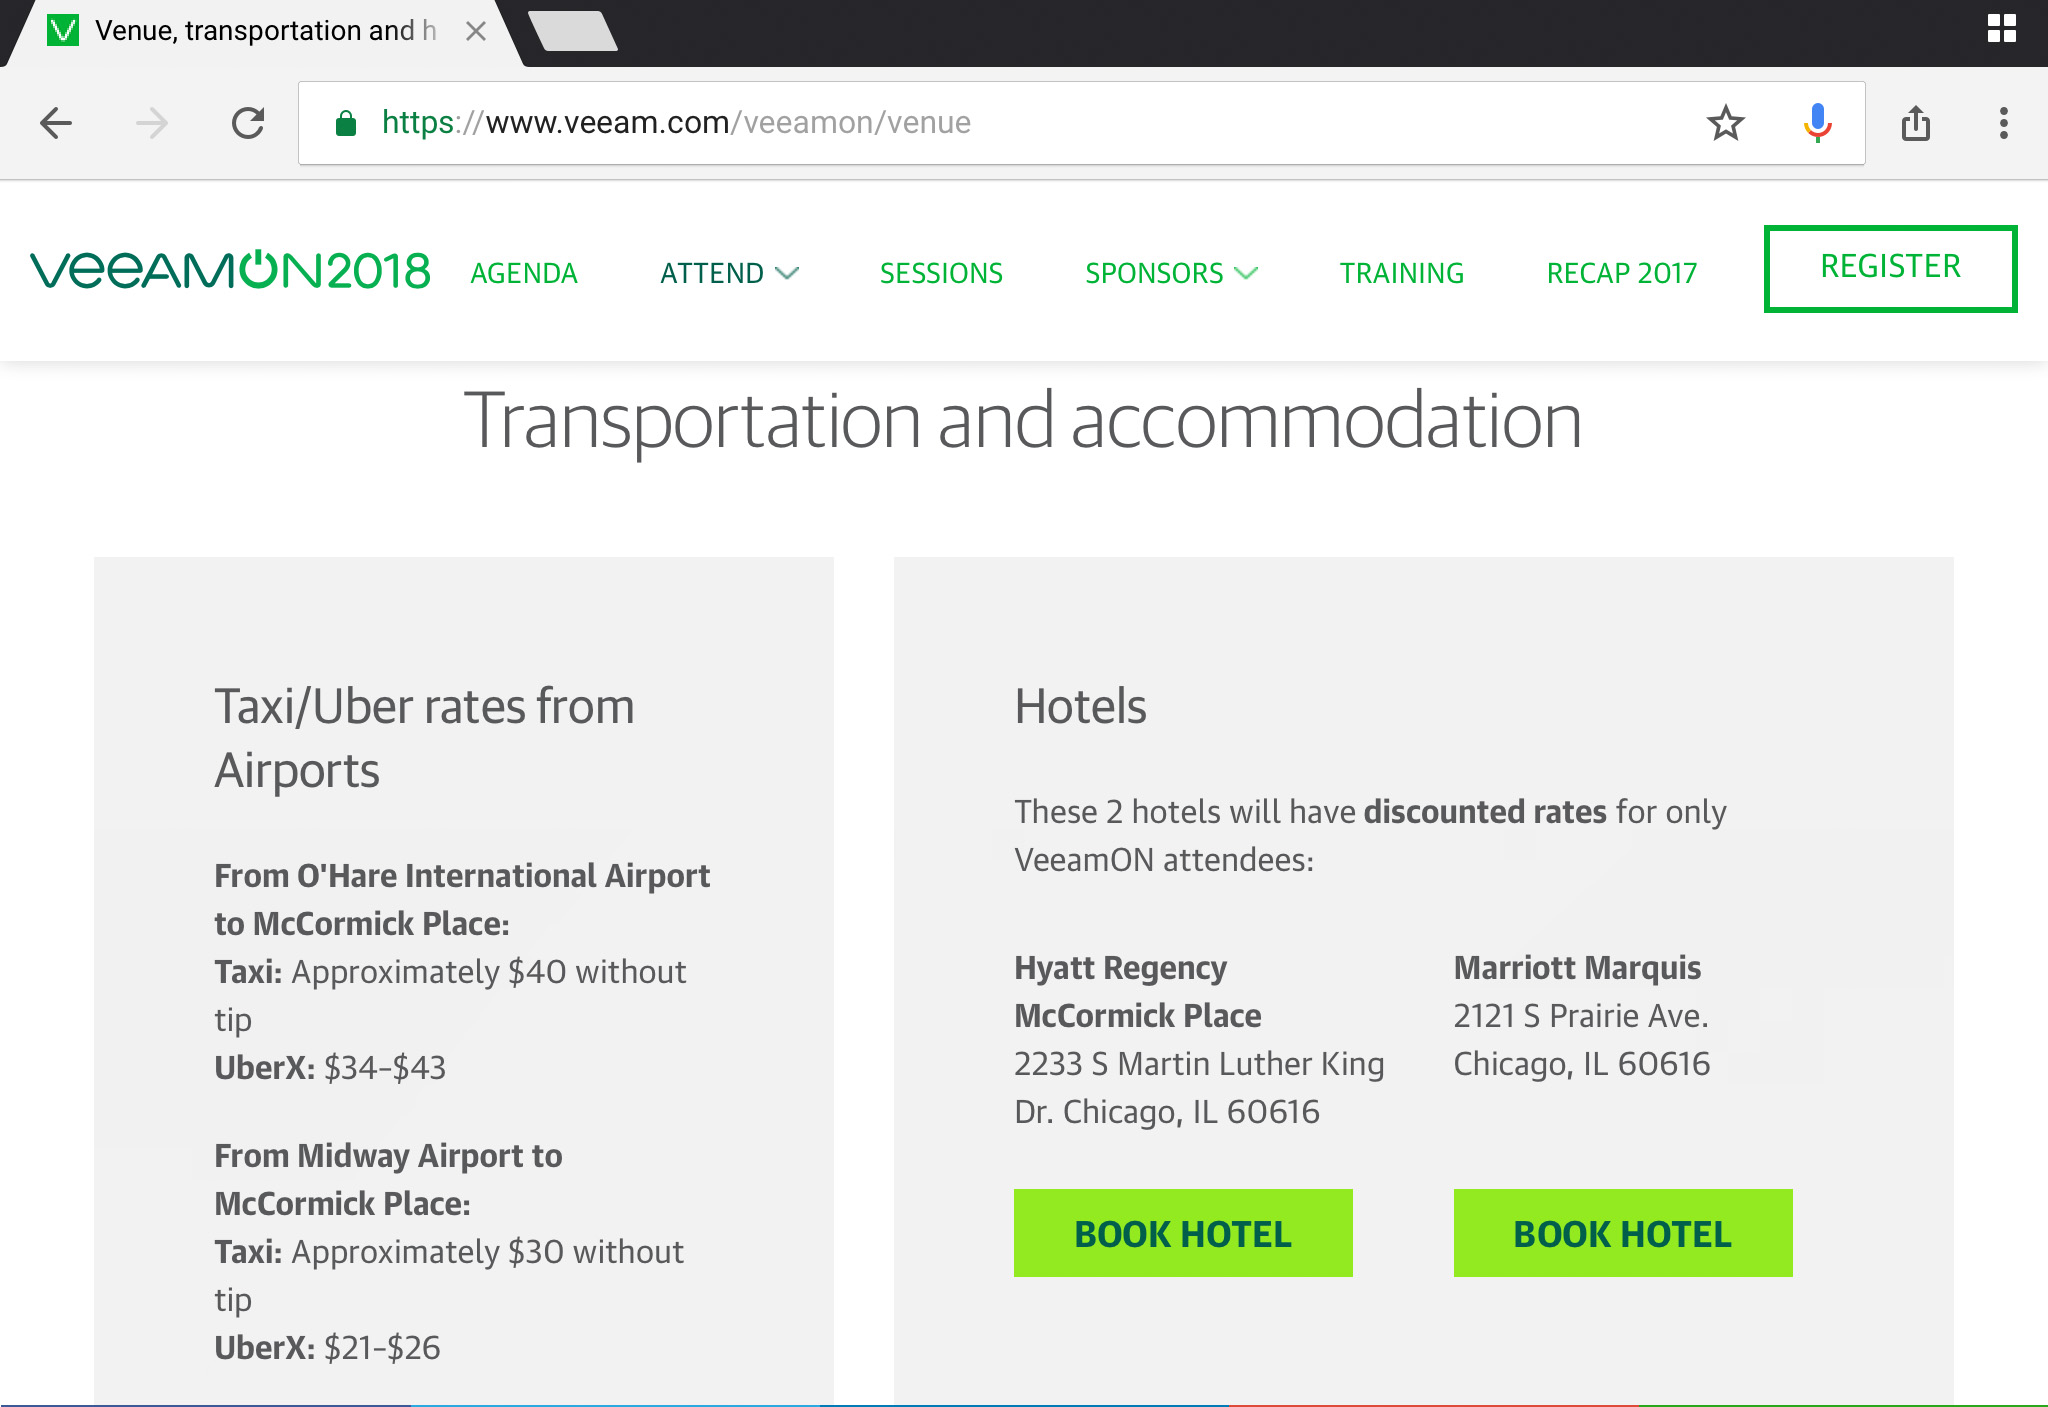 Venue, transportation and h
https://www.veeam.com/veeamon/venue
veeAMON2018 AGENDA ATTEND SESSIONS SPONSORS TRAINING RECAP 2017 REGISTER
Transportation and accommodation
Taxi/Uber rates from
Airports
From O'Hare International Airport
to McCormick Place:
Taxi: Approximately $40 without
tip
UberX: $34–$43
From Midway Airport to
McCormick Place:
Taxi: Approximately $30 without
tip
UberX: $21–$26
Hotels
These 2 hotels will have discounted rates for only
VeeamON attendees:
Hyatt Regency
McCormick Place
2233 S Martin Luther King
Dr. Chicago, IL 60616
BOOK HOTEL
Marriott Marquis
2121 S Prairie Ave.
Chicago, IL 60616
BOOK HOTEL